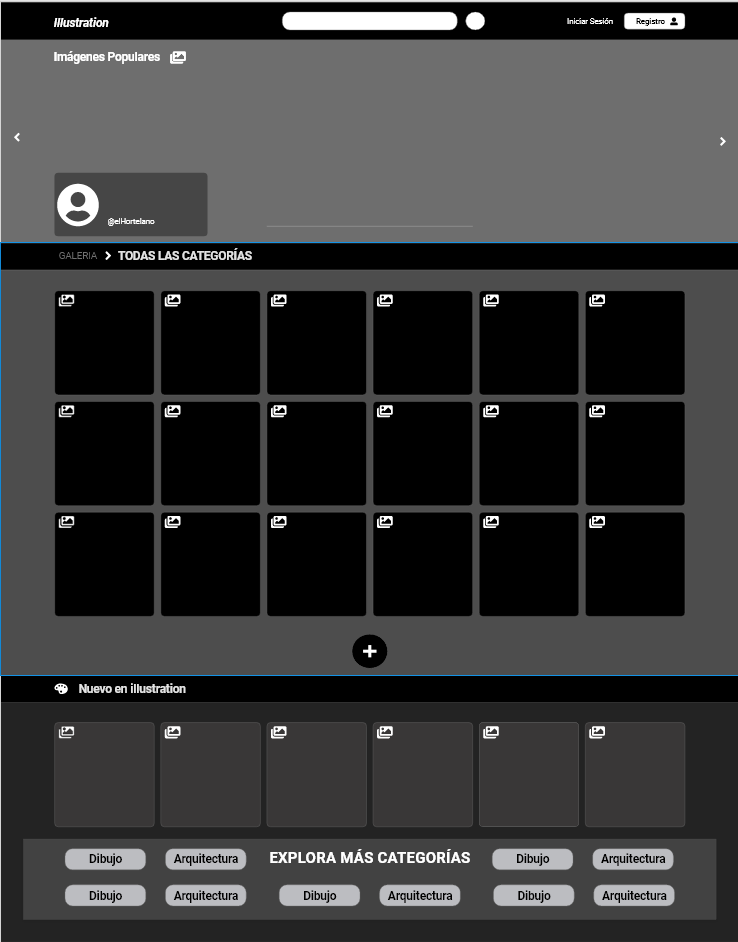 Illustration
Iniciar Sesión
Registro
Imágenes Populares
@elHortelano
GALERIA TODAS LAS CATEGORÍAS
Nuevo en illustration
Dibujo Arquitectura EXPLORA MÁS CATEGORÍAS Dibujo Arquitectura
Dibujo Arquitectura Dibujo Arquitectura Dibujo Arquitectura